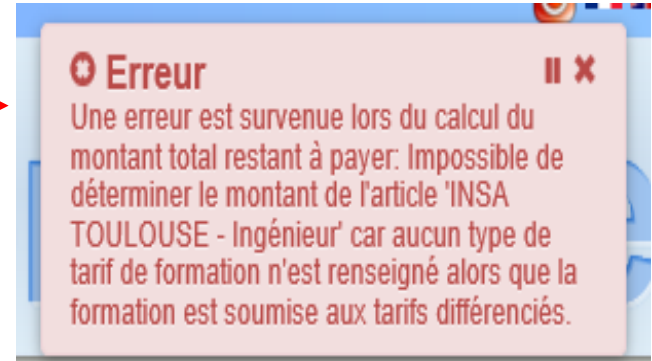 Erreur
Une erreur est survenue lors du calcul du
montant total restant à payer: Impossible de
déterminer le montant de l'article 'INSA
TOULOUSE - Ingénieur' car aucun type de
tarif de formation n'est renseigné alors que la
formation est soumise aux tarifs différenciés.